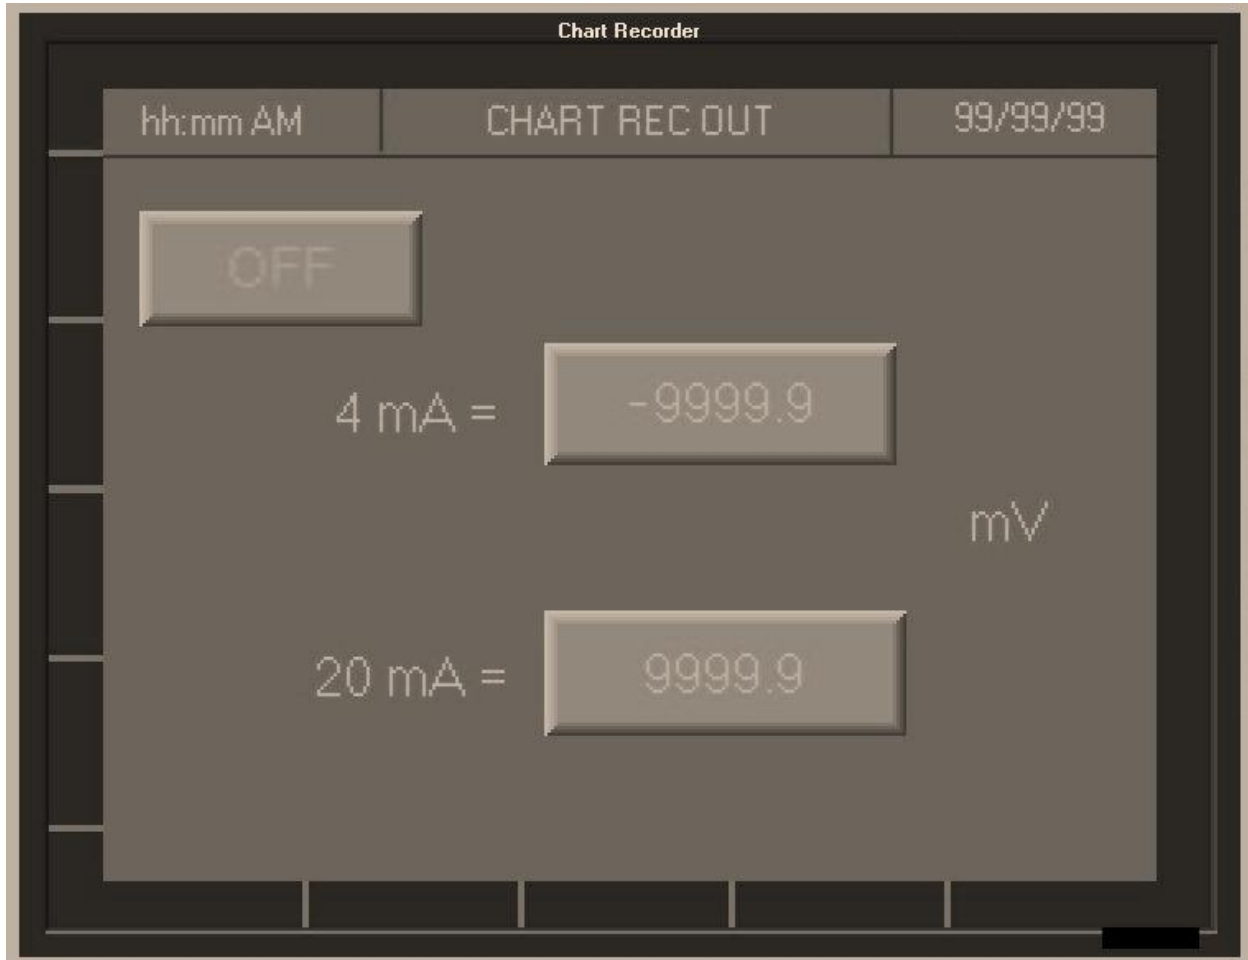 Chart Recorder
hh:mm AM CHART REC OUT 99/99/99
OFF
4 mA = -9999.9
mV
20 mA = 9999.9